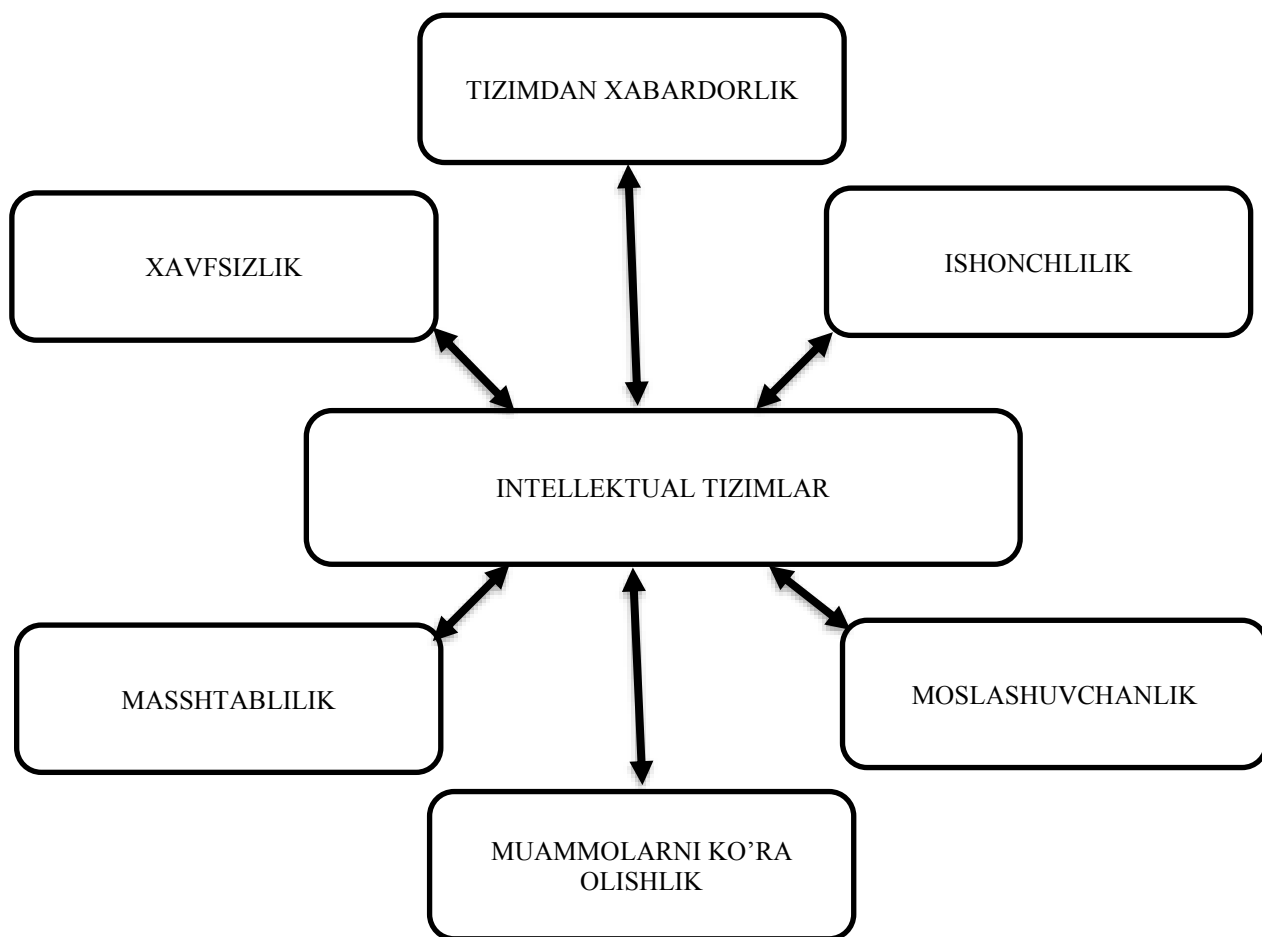 TIZIMDAN XABARDORLIK
XAVFSIZLIK
ISHONCHLILIK
INTELLEKTUAL TIZIMLAR
MASSHTABLILIK
MOSLASHUVCHANLIK
MUAMMOLARNI KO’RA
OLISHLIK